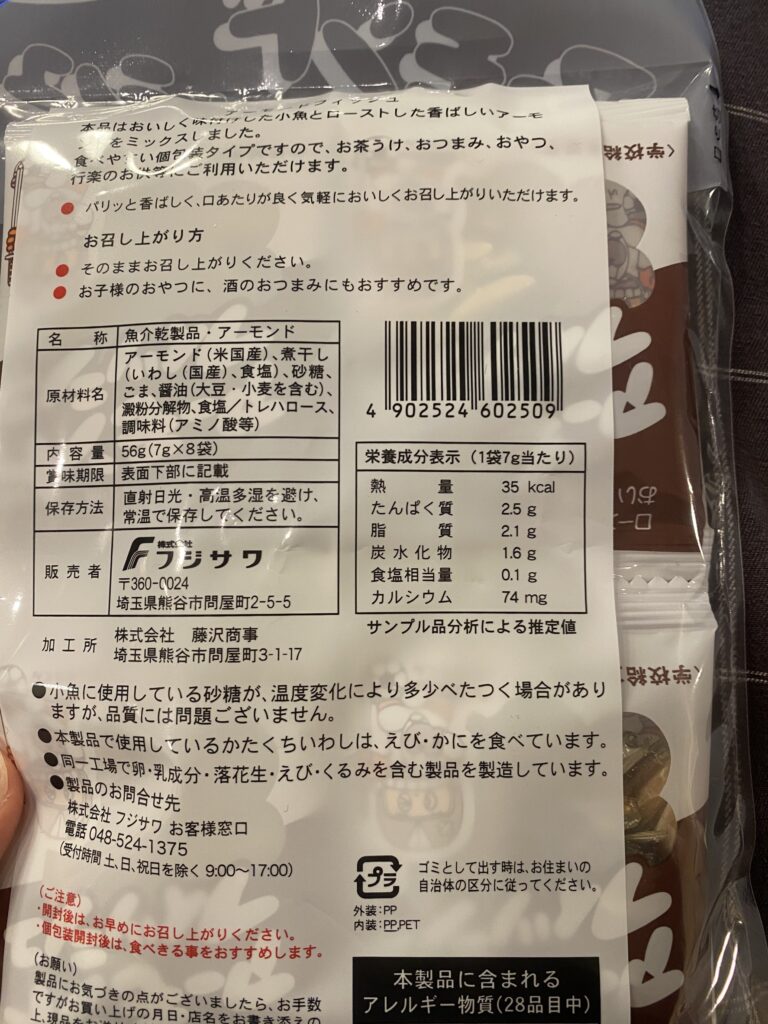 本品はおいしく味付けした小魚とローストした香ばしいアーモ
をミックスしました。
食べやすい個包装タイプですので、お茶うけ、おつまみ、おやつ、
行楽のお供等にご利用いただけます。
● パリッと香ばしく、口あたりが良く気軽においしくお召し上がりいただけます。
お召し上がり方
● そのままお召し上がりください。
● お子様のおやつに、酒のおつまみにもおすすめです。
名 称 魚介乾製品・アーモンド
原材料名 アーモンド(米国産)、煮干し
(いわし(国産)、食塩)、砂糖、
ごま、醤油(大豆・小麦を含む)、
澱粉分解物、食塩／トレハロース、
調味料(アミノ酸等)
内容量 56g(7g×8袋)
賞味期限 表面下部に記載
保存方法 直射日光・高温多湿を避け、
常温で保存してください。
販売者 株式会社 フジサワ
〒360-0024
埼玉県熊谷市問屋町2-5-5
加工所 株式会社 藤沢商事
埼玉県熊谷市問屋町3-1-17
4 902524 602509
栄養成分表示(1袋7g当たり)
熱 量 35 kcal
たんぱく質 2.5 g
脂 質 2.1 g
炭水化物 1.6 g
食塩相当量 0.1 g
カルシウム 74 mg
サンプル品分析による推定値
●小魚に使用している砂糖が、温度変化により多少べたつく場合があり
ますが、品質には問題ございません。
●本製品で使用しているかたくちいわしは、えび・かにを食べています。
●同一工場で卵・乳成分・落花生・えび・くるみを含む製品を製造しています。
●製品のお問合せ先
株式会社 フジサワ お客様窓口
電話 048-524-1375
(受付時間 土、日、祝日を除く 9:00～17:00)
(ご注意)
・開封後は、お早めにお召し上がりください。
・個包装開封後は、食べきる事をおすすめします。
(お願い)
製品にお気づきの点がございましたら、お手数
ですがお買い上げの月日・店名をお書き添えの
プラ
外装:PP
内装:PP,PET
ゴミとして出す時は、お住まいの
自治体の区分に従ってください。
本製品に含まれる
アレルギー物質(28品目中)
〈学校給
〈学校給